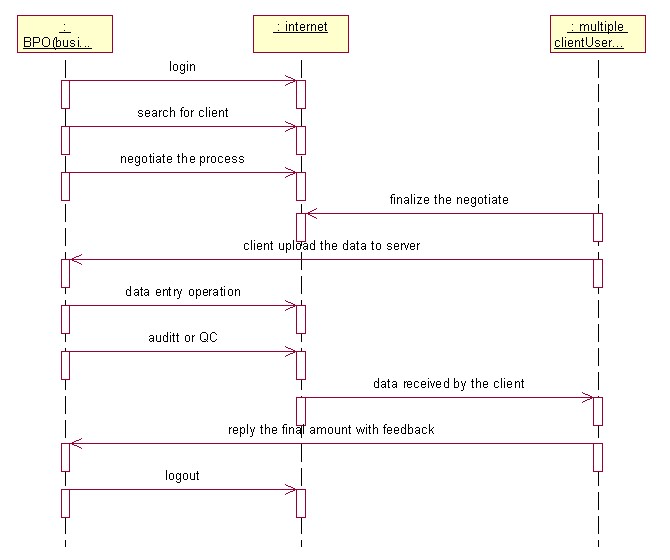 :
BPO(busi...
: internet
: multiple
clientUser...
login
search for client
negotiate the process
finalize the negotiate
client upload the data to server
data entry operation
auditt or QC
data received by the client
reply the final amount with feedback
logout